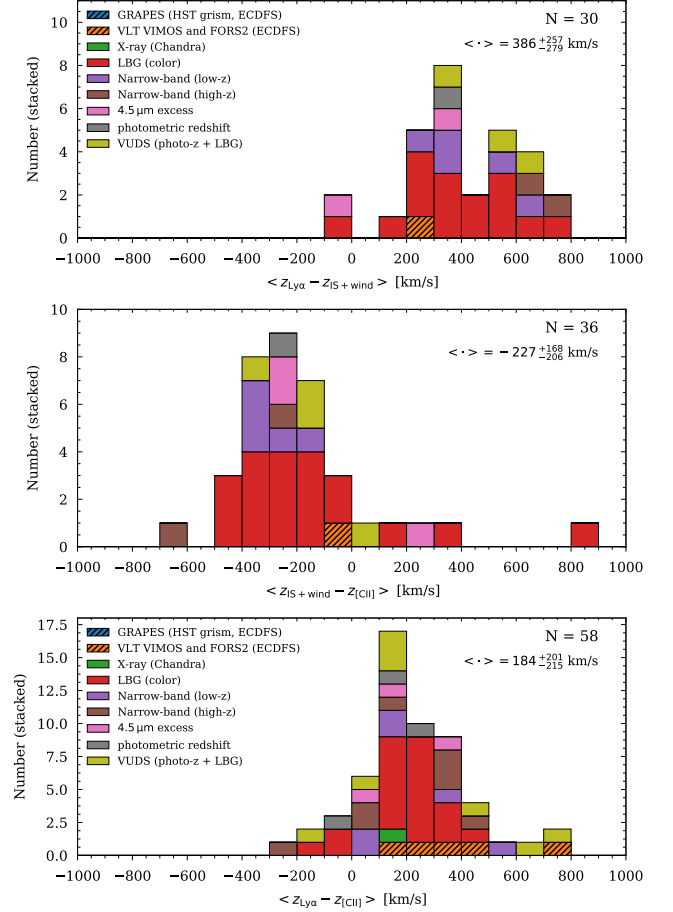 N = 30
< · > = 386 +257 −279 km/s
GRAPES (HST grism, ECDFS)
VLT VIMOS and FORS2 (ECDFS)
X-ray (Chandra)
LBG (color)
Narrow-band (low-z)
Narrow-band (high-z)
4.5 μm excess
photometric redshift
VUDS (photo-z + LBG)
Number (stacked)
10
8
6
4
2
0
−1000 −800 −600 −400 −200 0 200 400 600 800 1000
< zLyα − zIS + wind > [km/s]
N = 36
< · > = −227 +168 −206 km/s
Number (stacked)
10
8
6
4
2
0
−1000 −800 −600 −400 −200 0 200 400 600 800 1000
< zIS + wind − z[CII] > [km/s]
N = 58
< · > = 184 +201 −215 km/s
GRAPES (HST grism, ECDFS)
VLT VIMOS and FORS2 (ECDFS)
X-ray (Chandra)
LBG (color)
Narrow-band (low-z)
Narrow-band (high-z)
4.5 μm excess
photometric redshift
VUDS (photo-z + LBG)
Number (stacked)
17.5
15.0
12.5
10.0
7.5
5.0
2.5
0.0
−1000 −800 −600 −400 −200 0 200 400 600 800 1000
< zLyα − z[CII] > [km/s]